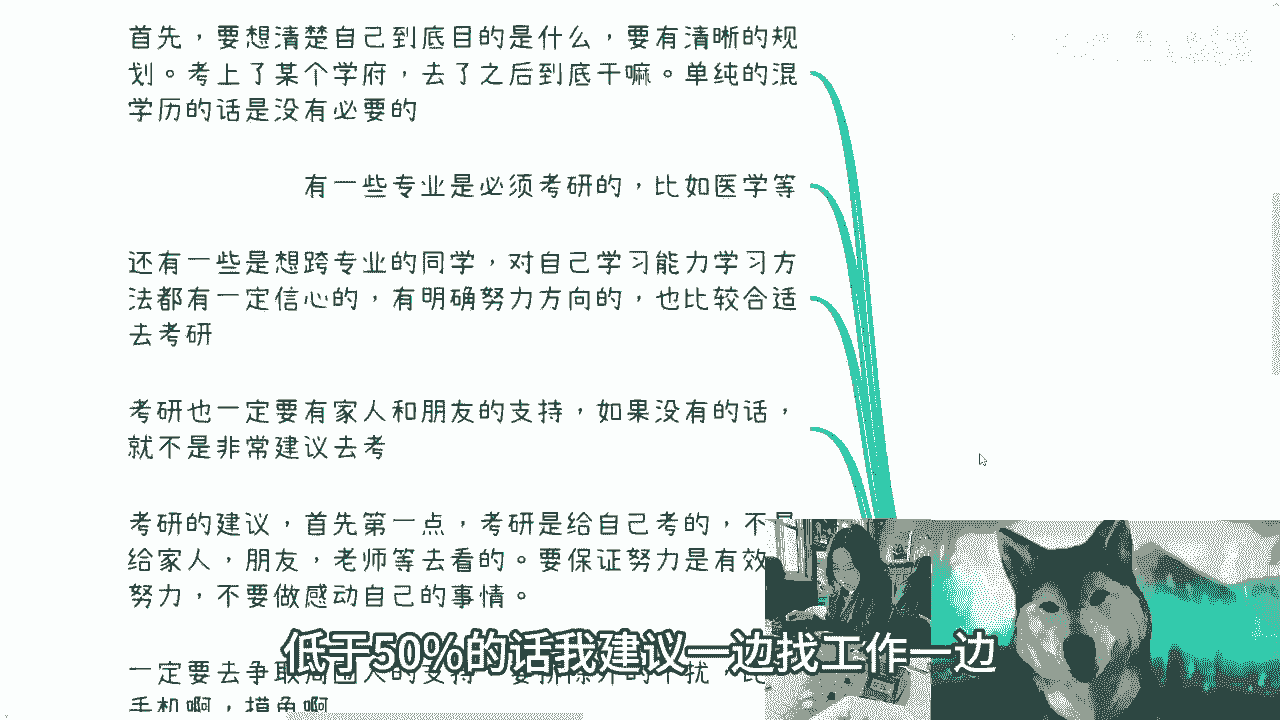 首先，要想清楚自己到底目的是什么，要有清晰的规
划。考上了某个学府，去了之后到底干嘛。单纯的混
学历的话是没有必要的
有一些专业是必须考研的，比如医学等
还有一些是想跨专业的同学，对自己学习能力学习方
法都有一定信心的，有明确努力方向的，也比较合适
去考研
考研也一定要有家人和朋友的支持，如果没有的话，
就不是非常建议去考
考研的建议，首先第一点，考研是给自己考的，不是
给家人，朋友，老师等去看的。要保证努力是有效
努力，不要做感动自己的事情。
一定要去争取周围人的支持
手机啊，摸鱼啊
低于50%的话我建议一边找工作一边